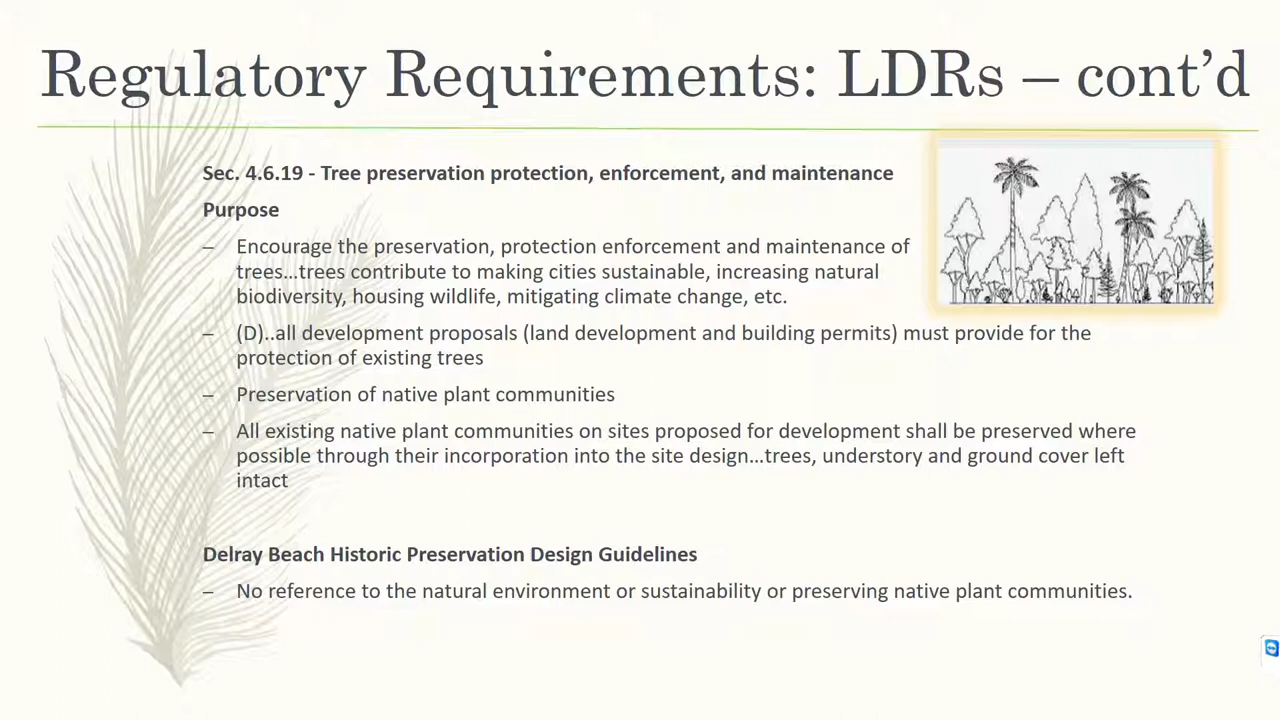 Regulatory Requirements: LDRs – cont’d
Sec. 4.6.19 - Tree preservation protection, enforcement, and maintenance
Purpose
– Encourage the preservation, protection enforcement and maintenance of
trees…trees contribute to making cities sustainable, increasing natural
biodiversity, housing wildlife, mitigating climate change, etc.
– (D)..all development proposals (land development and building permits) must provide for the
protection of existing trees
– Preservation of native plant communities
– All existing native plant communities on sites proposed for development shall be preserved where
possible through their incorporation into the site design…trees, understory and ground cover left
intact
Delray Beach Historic Preservation Design Guidelines
– No reference to the natural environment or sustainability or preserving native plant communities.